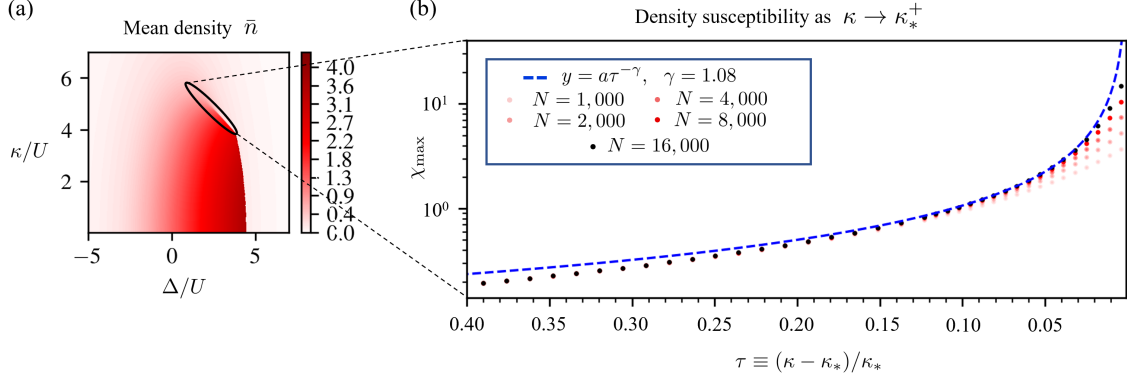 (a)
Mean density n̄
κ/U
6
4
2
−5
0
5
Δ/U
4.0
3.6
3.1
2.7
2.2
1.8
1.3
0.9
0.4
0.0
(b)
Density susceptibility as κ → κ*⁺
y = aτ^−γ, γ = 1.08
N = 1,000
N = 4,000
N = 2,000
N = 8,000
N = 16,000
χmax
10¹
10⁰
0.40 0.35 0.30 0.25 0.20 0.15 0.10 0.05
τ ≡ (κ − κ*)/κ*